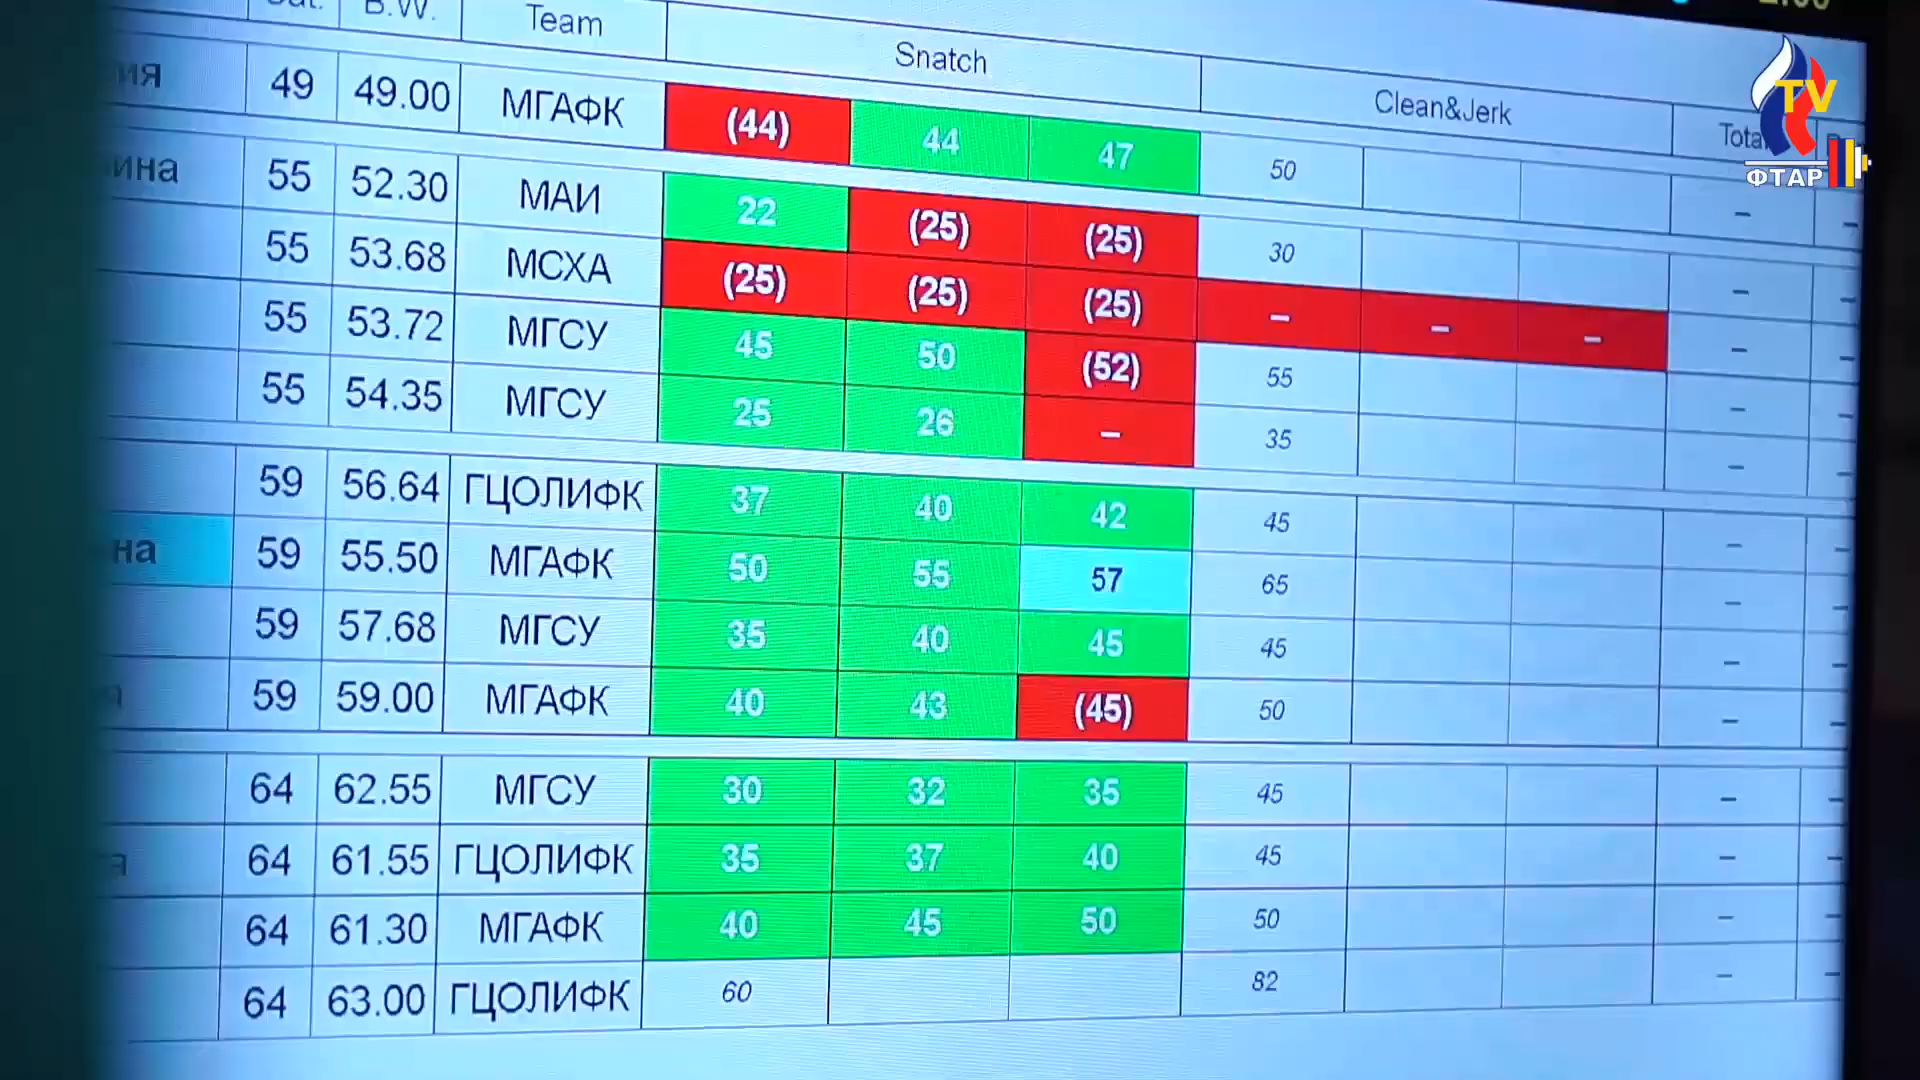 B.W. Team Snatch Clean&Jerk
49 49.00 МГАФК (44) 44 47 50 –
55 52.30 МАИ 22 (25) (25) 30 – –
55 53.68 МСХА (25) (25) (25) – – – – –
55 53.72 МГСУ 45 50 (52) 55 – –
55 54.35 МГСУ 25 26 – 35 – –
59 56.64 ГЦОЛИФК 37 40 42 45 – –
на 59 55.50 МГАФК 50 55 57 65 – –
59 57.68 МГСУ 35 40 45 45 – –
59 59.00 МГАФК 40 43 (45) 50 – –
64 62.55 МГСУ 30 32 35 45 – –
64 61.55 ГЦОЛИФК 35 37 40 45 – –
64 61.30 МГАФК 40 45 50 50 – –
64 63.00 ГЦОЛИФК 60 82 – –
TV
ФТАР